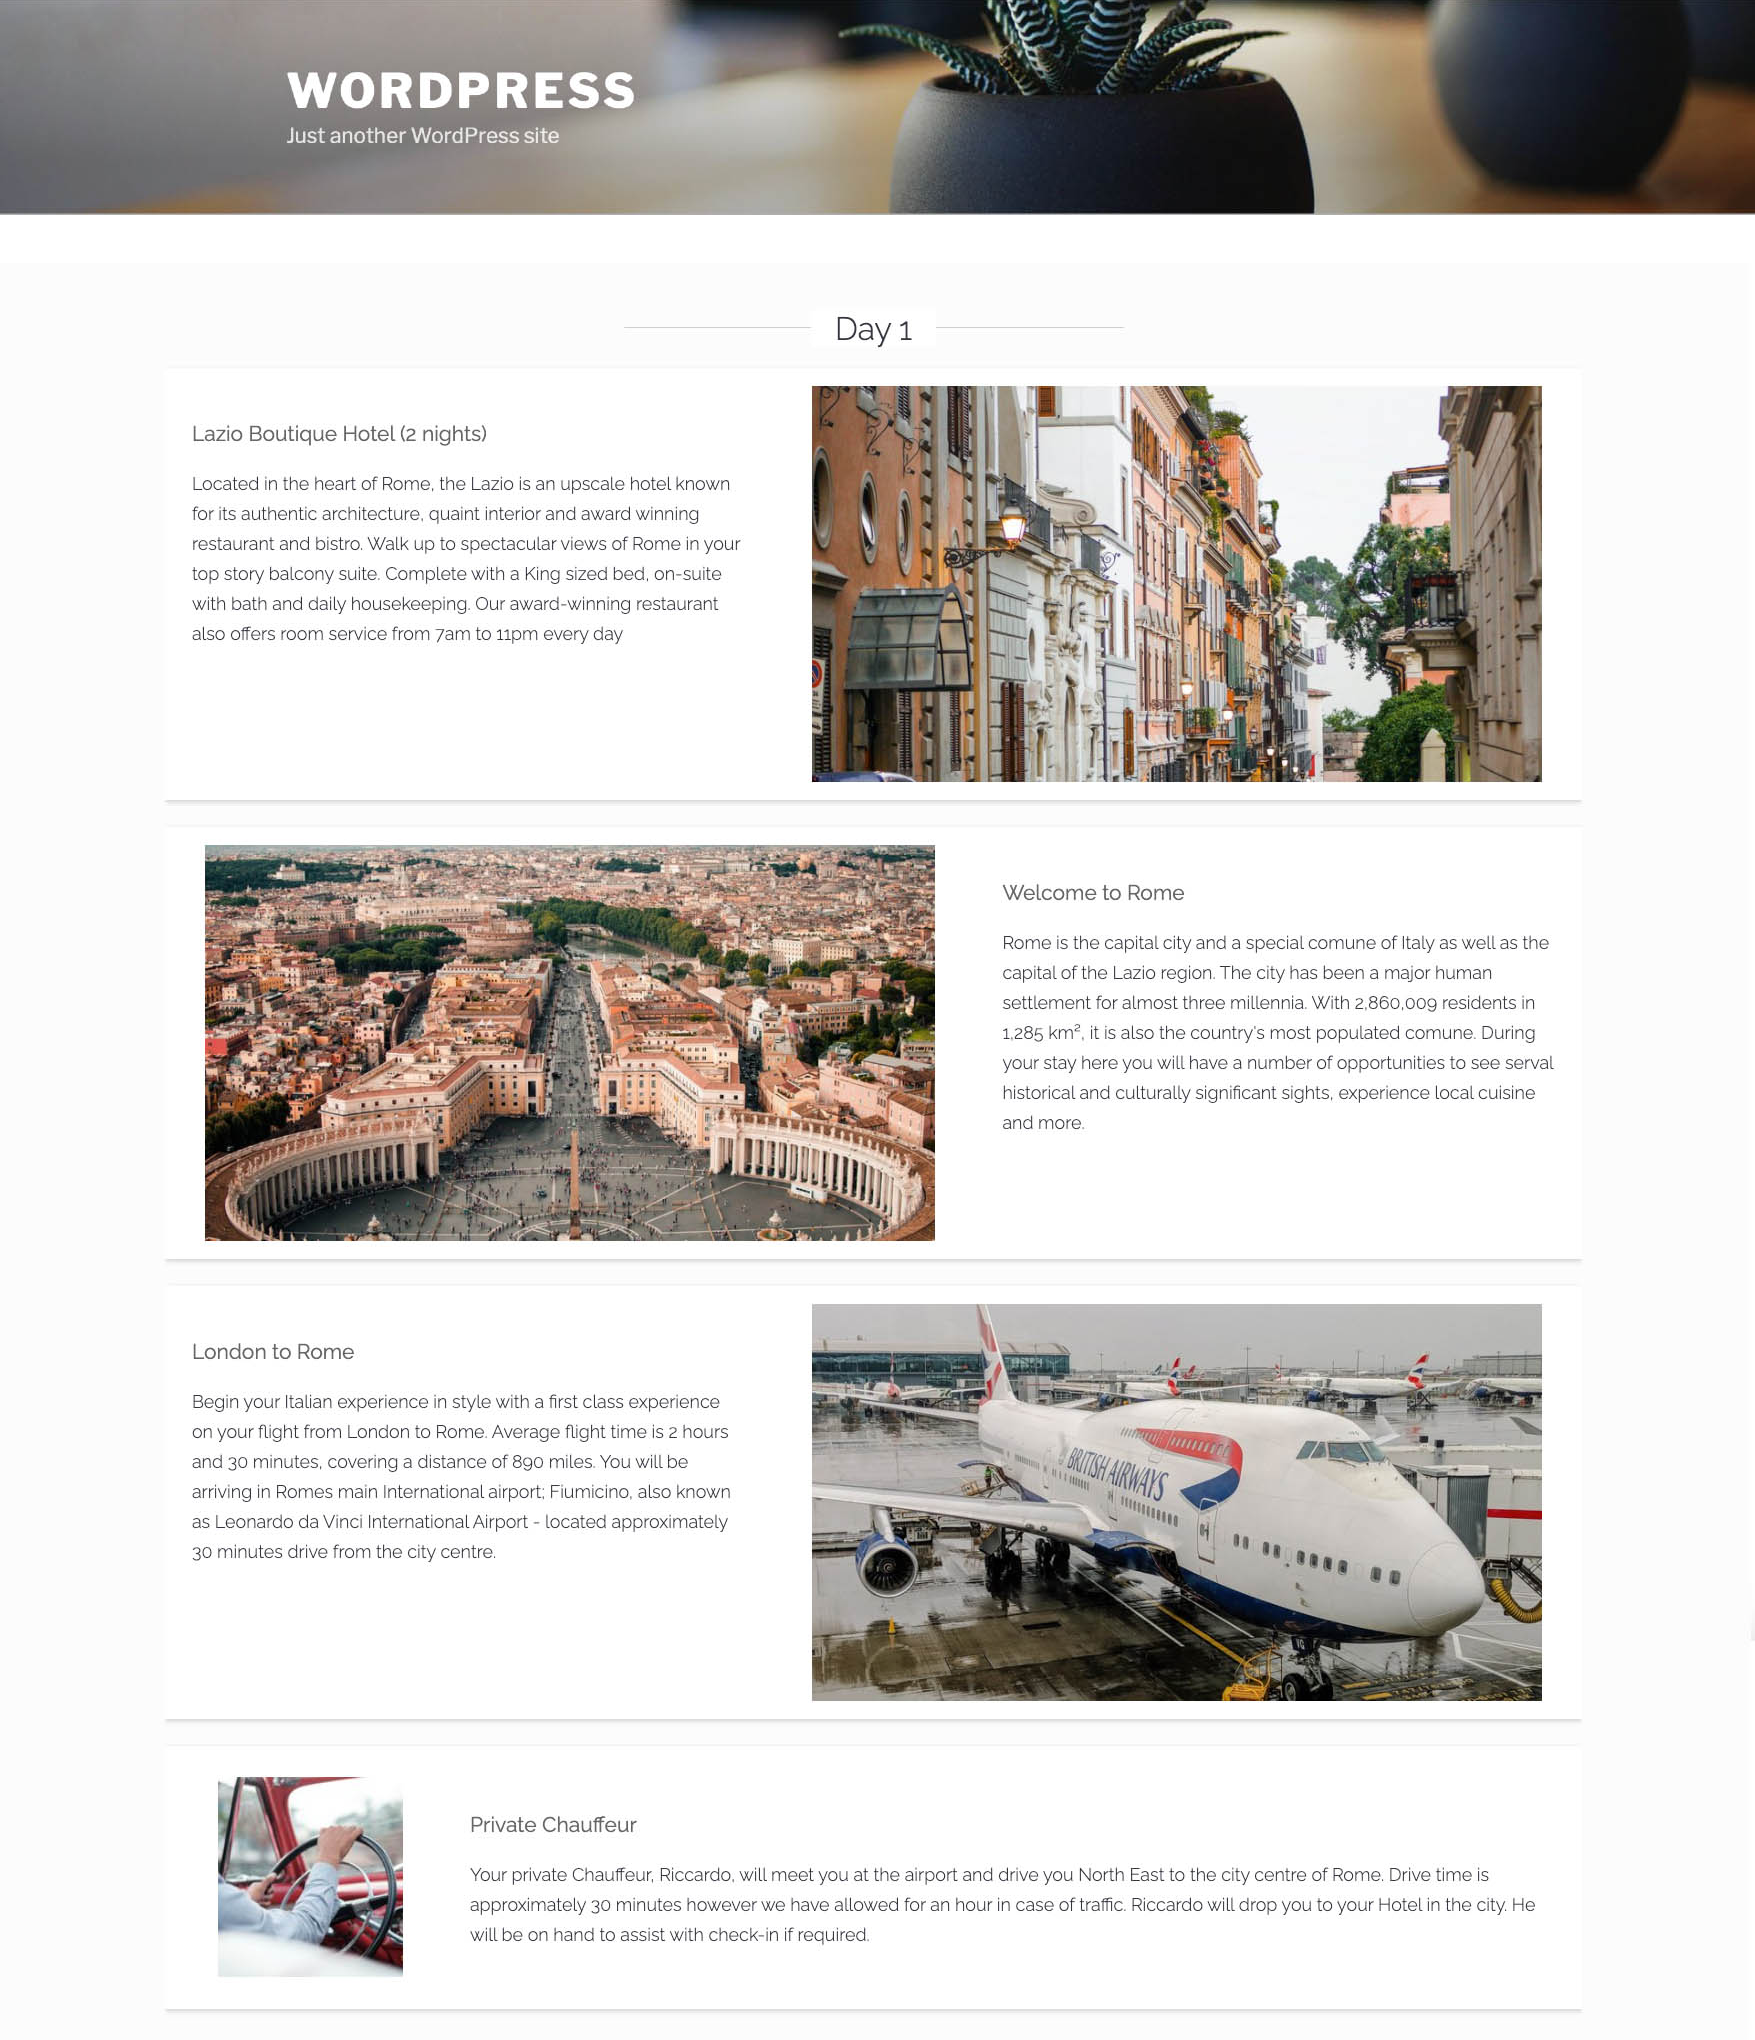 WORDPRESS
Just another WordPress site
Day 1
Lazio Boutique Hotel (2 nights)
Located in the heart of Rome, the Lazio is an upscale hotel known
for its authentic architecture, quaint interior and award winning
restaurant and bistro. Walk up to spectacular views of Rome in your
top story balcony suite. Complete with a King sized bed, on-suite
with bath and daily housekeeping. Our award-winning restaurant
also offers room service from 7am to 11pm every day
Welcome to Rome
Rome is the capital city and a special comune of Italy as well as the
capital of the Lazio region. The city has been a major human
settlement for almost three millennia. With 2,860,009 residents in
1,285 km², it is also the country's most populated comune. During
your stay here you will have a number of opportunities to see serval
historical and culturally significant sights, experience local cuisine
and more.
London to Rome
Begin your Italian experience in style with a first class experience
on your flight from London to Rome. Average flight time is 2 hours
and 30 minutes, covering a distance of 890 miles. You will be
arriving in Romes main International airport; Fiumicino, also known
as Leonardo da Vinci International Airport - located approximately
30 minutes drive from the city centre.
BRITISH AIRWAYS
Private Chauffeur
Your private Chauffeur, Riccardo, will meet you at the airport and drive you North East to the city centre of Rome. Drive time is
approximately 30 minutes however we have allowed for an hour in case of traffic. Riccardo will drop you to your Hotel in the city. He
will be on hand to assist with check-in if required.